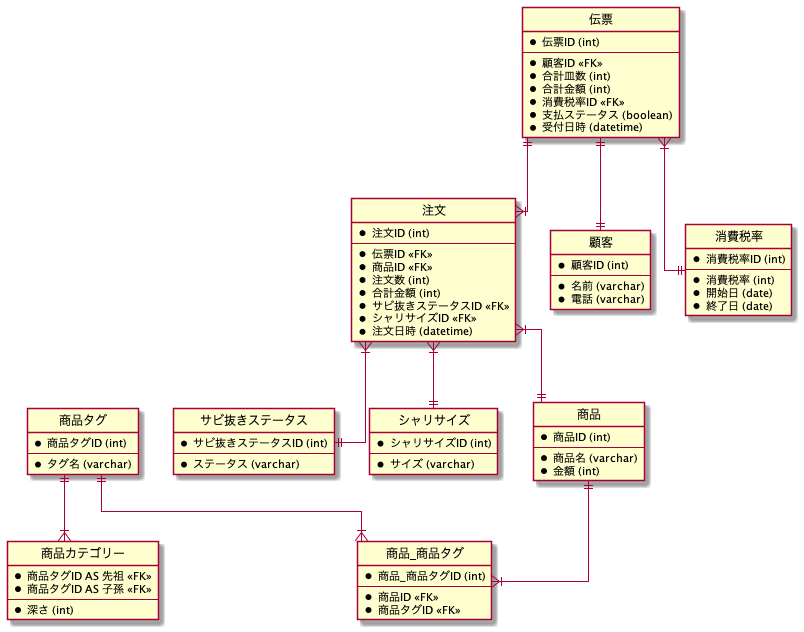 伝票
伝票ID (int)
顧客ID «FK»
合計皿数 (int)
合計金額 (int)
消費税率ID «FK»
支払ステータス (boolean)
受付日時 (datetime)
注文
注文ID (int)
伝票ID «FK»
商品ID «FK»
注文数 (int)
合計金額 (int)
サビ抜きステータスID «FK»
シャリサイズID «FK»
注文日時 (datetime)
顧客
顧客ID (int)
名前 (varchar)
電話 (varchar)
消費税率
消費税率ID (int)
消費税率 (int)
開始日 (date)
終了日 (date)
商品タグ
商品タグID (int)
タグ名 (varchar)
サビ抜きステータス
サビ抜きステータスID (int)
ステータス (varchar)
シャリサイズ
シャリサイズID (int)
サイズ (varchar)
商品
商品ID (int)
商品名 (varchar)
金額 (int)
商品カテゴリー
商品タグID AS 先祖 «FK»
商品タグID AS 子孫 «FK»
深さ (int)
商品_商品タグ
商品_商品タグID (int)
商品ID «FK»
商品タグID «FK»